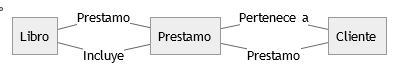 Prestamo
Pertenece a
Libro
Prestamo
Cliente
Incluye
Prestamo